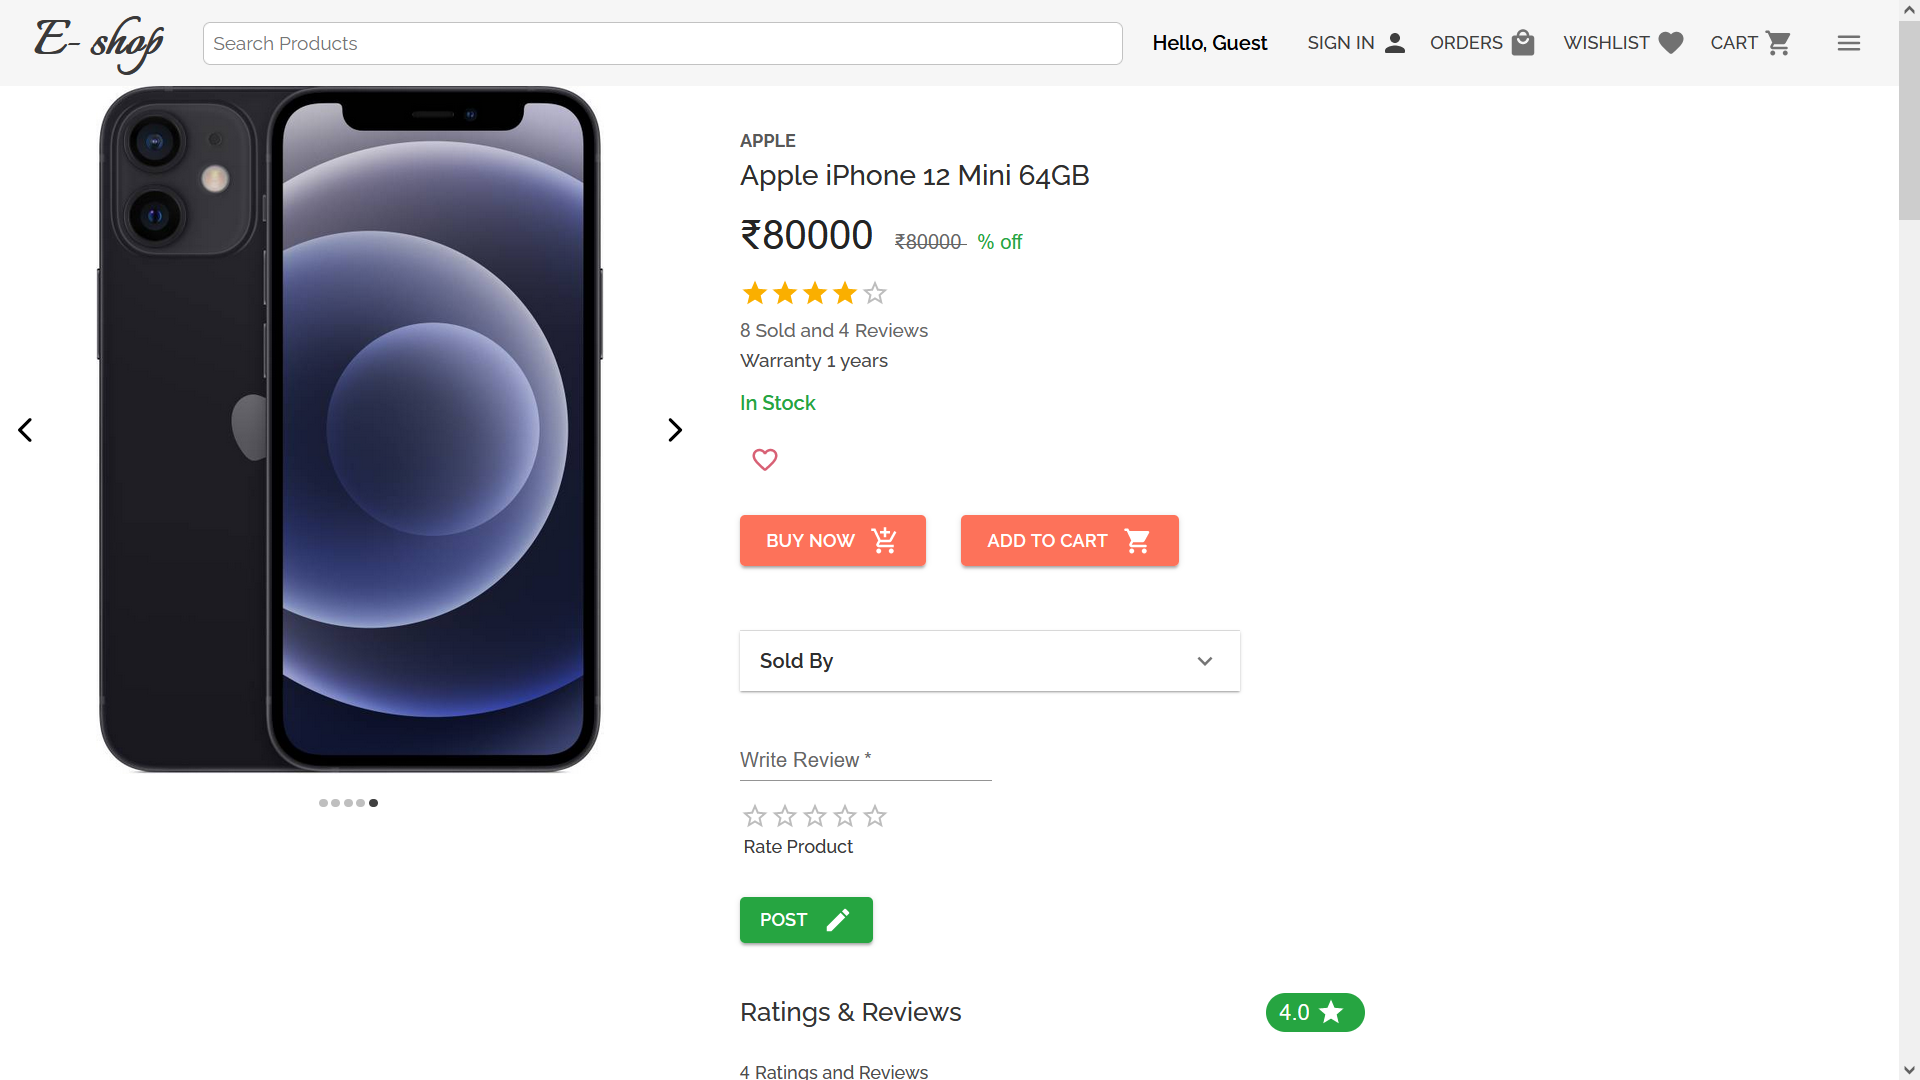 E- shop
Search Products
Hello, Guest
SIGN IN
ORDERS
WISHLIST
CART
APPLE
Apple iPhone 12 Mini 64GB
₹80000 ₹80000 % off
8 Sold and 4 Reviews
Warranty 1 years
In Stock
BUY NOW
ADD TO CART
Sold By
Write Review *
Rate Product
POST
Ratings & Reviews
4.0
4 Ratings and Reviews